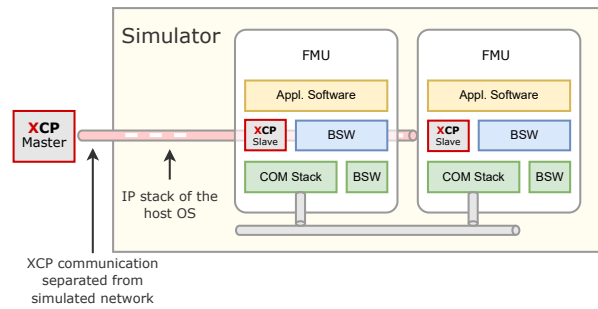 Simulator
FMU
FMU
Appl. Software
Appl. Software
XCP
Master
XCP
Slave
BSW
XCP
Slave
BSW
COM Stack
BSW
COM Stack
BSW
IP stack of the
host OS
XCP communication
separated from
simulated network